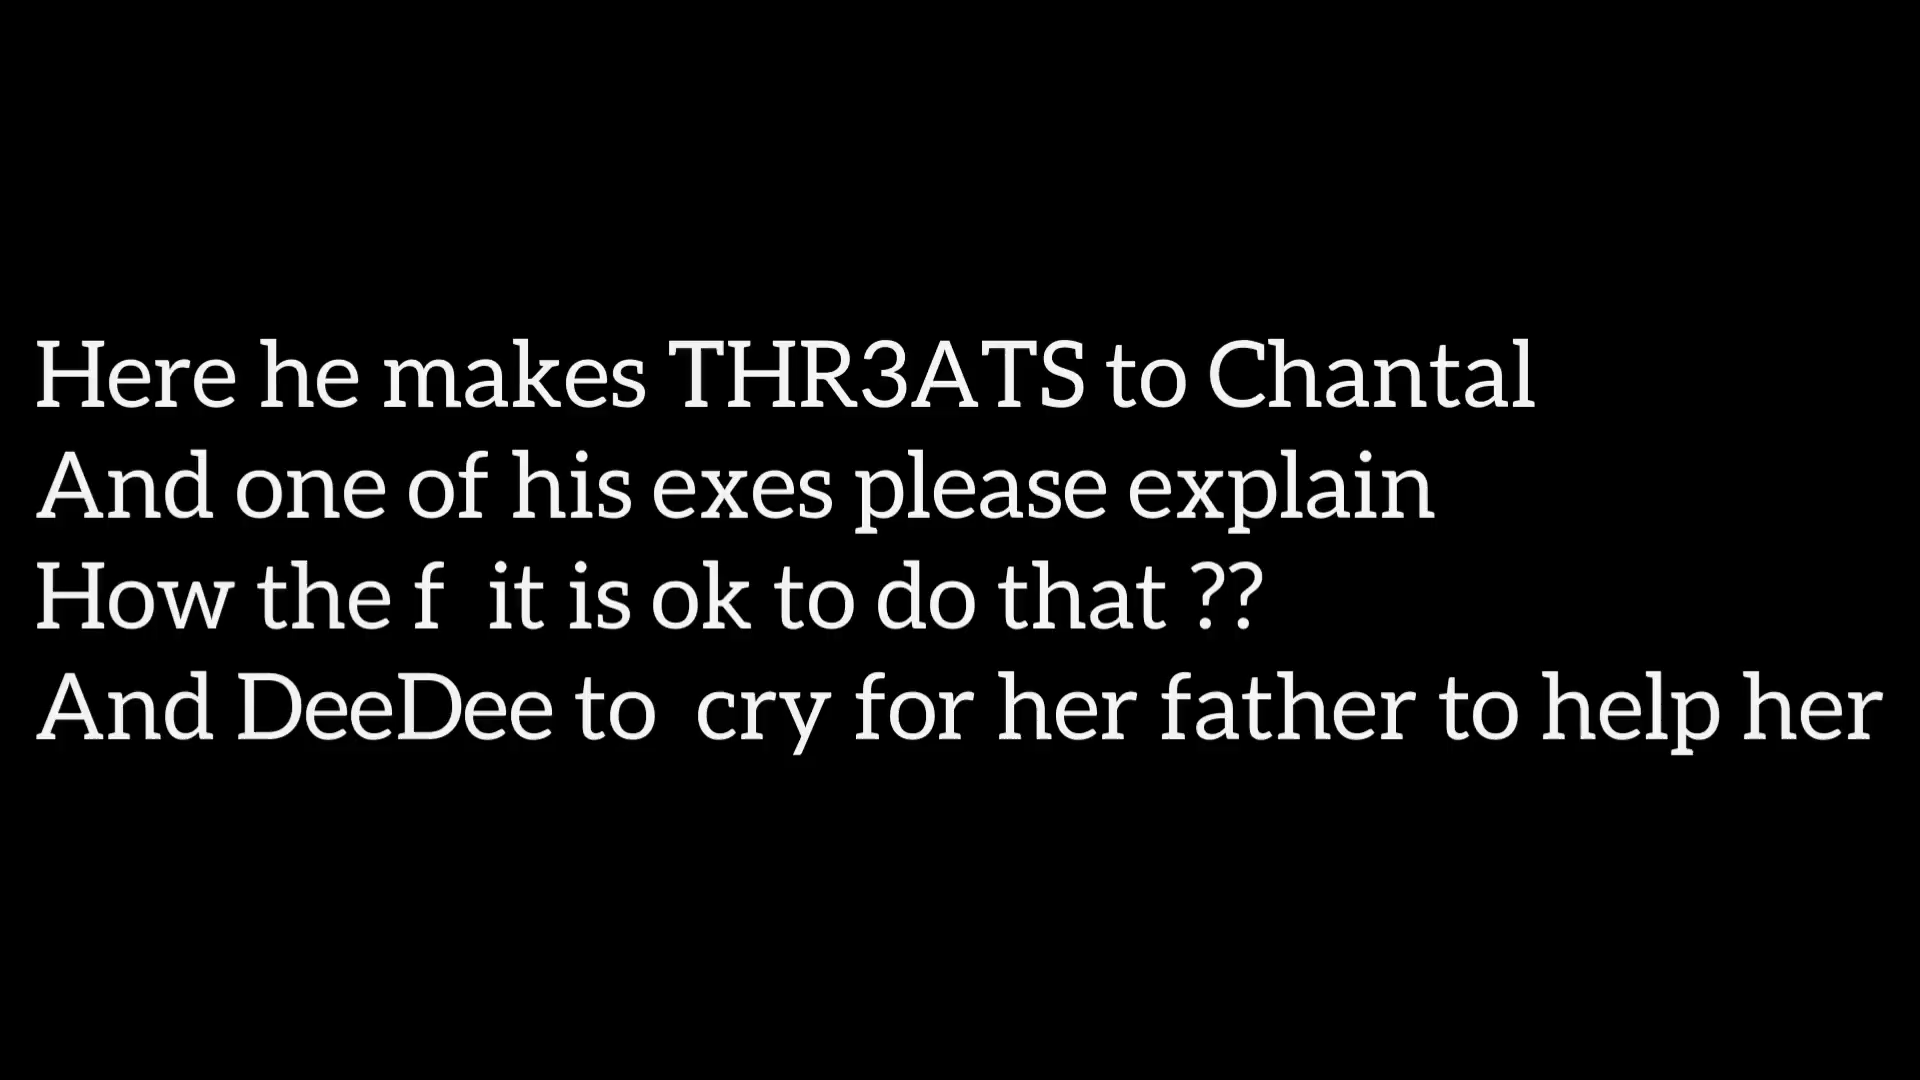 Here he makes THR3ATS to Chantal
And one of his exes please explain
How the f it is ok to do that ??
And DeeDee to cry for her father to help her